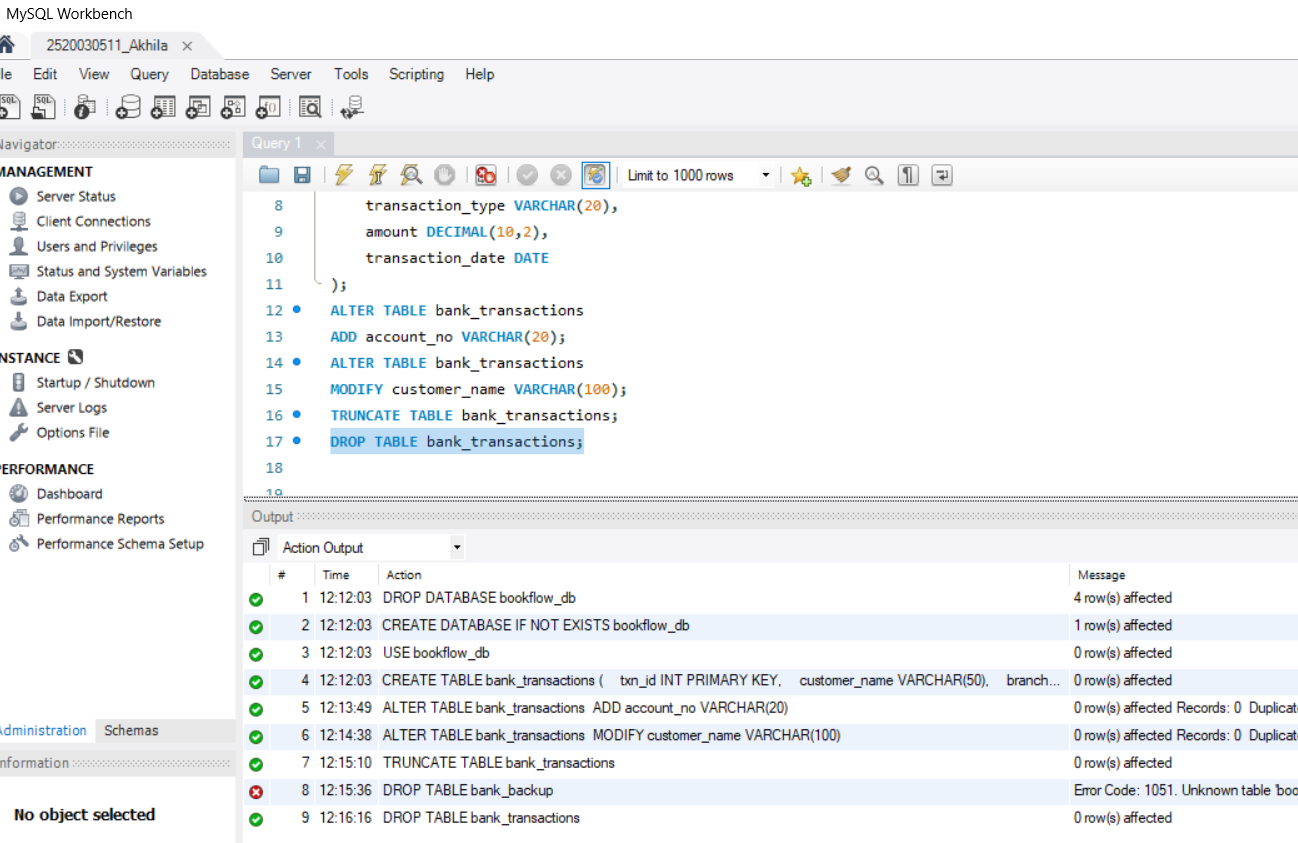 MySQL Workbench
2520030511_Akhila
le Edit View Query Database Server Tools Scripting Help
Navigator
Query 1
MANAGEMENT
Server Status
Client Connections
Users and Privileges
Status and System Variables
Data Export
Data Import/Restore
INSTANCE
Startup / Shutdown
Server Logs
Options File
PERFORMANCE
Dashboard
Performance Reports
Performance Schema Setup
Administration Schemas
Information
No object selected
Limit to 1000 rows
8 transaction_type VARCHAR(20),
9 amount DECIMAL(10,2),
10 transaction_date DATE
11 );
12 ALTER TABLE bank_transactions
13 ADD account_no VARCHAR(20);
14 ALTER TABLE bank_transactions
15 MODIFY customer_name VARCHAR(100);
16 TRUNCATE TABLE bank_transactions;
17 DROP TABLE bank_transactions;
18
19
Output
Action Output
# Time Action Message
1 12:12:03 DROP DATABASE bookflow_db 4 row(s) affected
2 12:12:03 CREATE DATABASE IF NOT EXISTS bookflow_db 1 row(s) affected
3 12:12:03 USE bookflow_db 0 row(s) affected
4 12:12:03 CREATE TABLE bank_transactions ( txn_id INT PRIMARY KEY, customer_name VARCHAR(50), branch... 0 row(s) affected
5 12:13:49 ALTER TABLE bank_transactions ADD account_no VARCHAR(20) 0 row(s) affected Records: 0 Duplicate
6 12:14:38 ALTER TABLE bank_transactions MODIFY customer_name VARCHAR(100) 0 row(s) affected Records: 0 Duplicate
7 12:15:10 TRUNCATE TABLE bank_transactions 0 row(s) affected
8 12:15:36 DROP TABLE bank_backup Error Code: 1051. Unknown table 'boo
9 12:16:16 DROP TABLE bank_transactions 0 row(s) affected